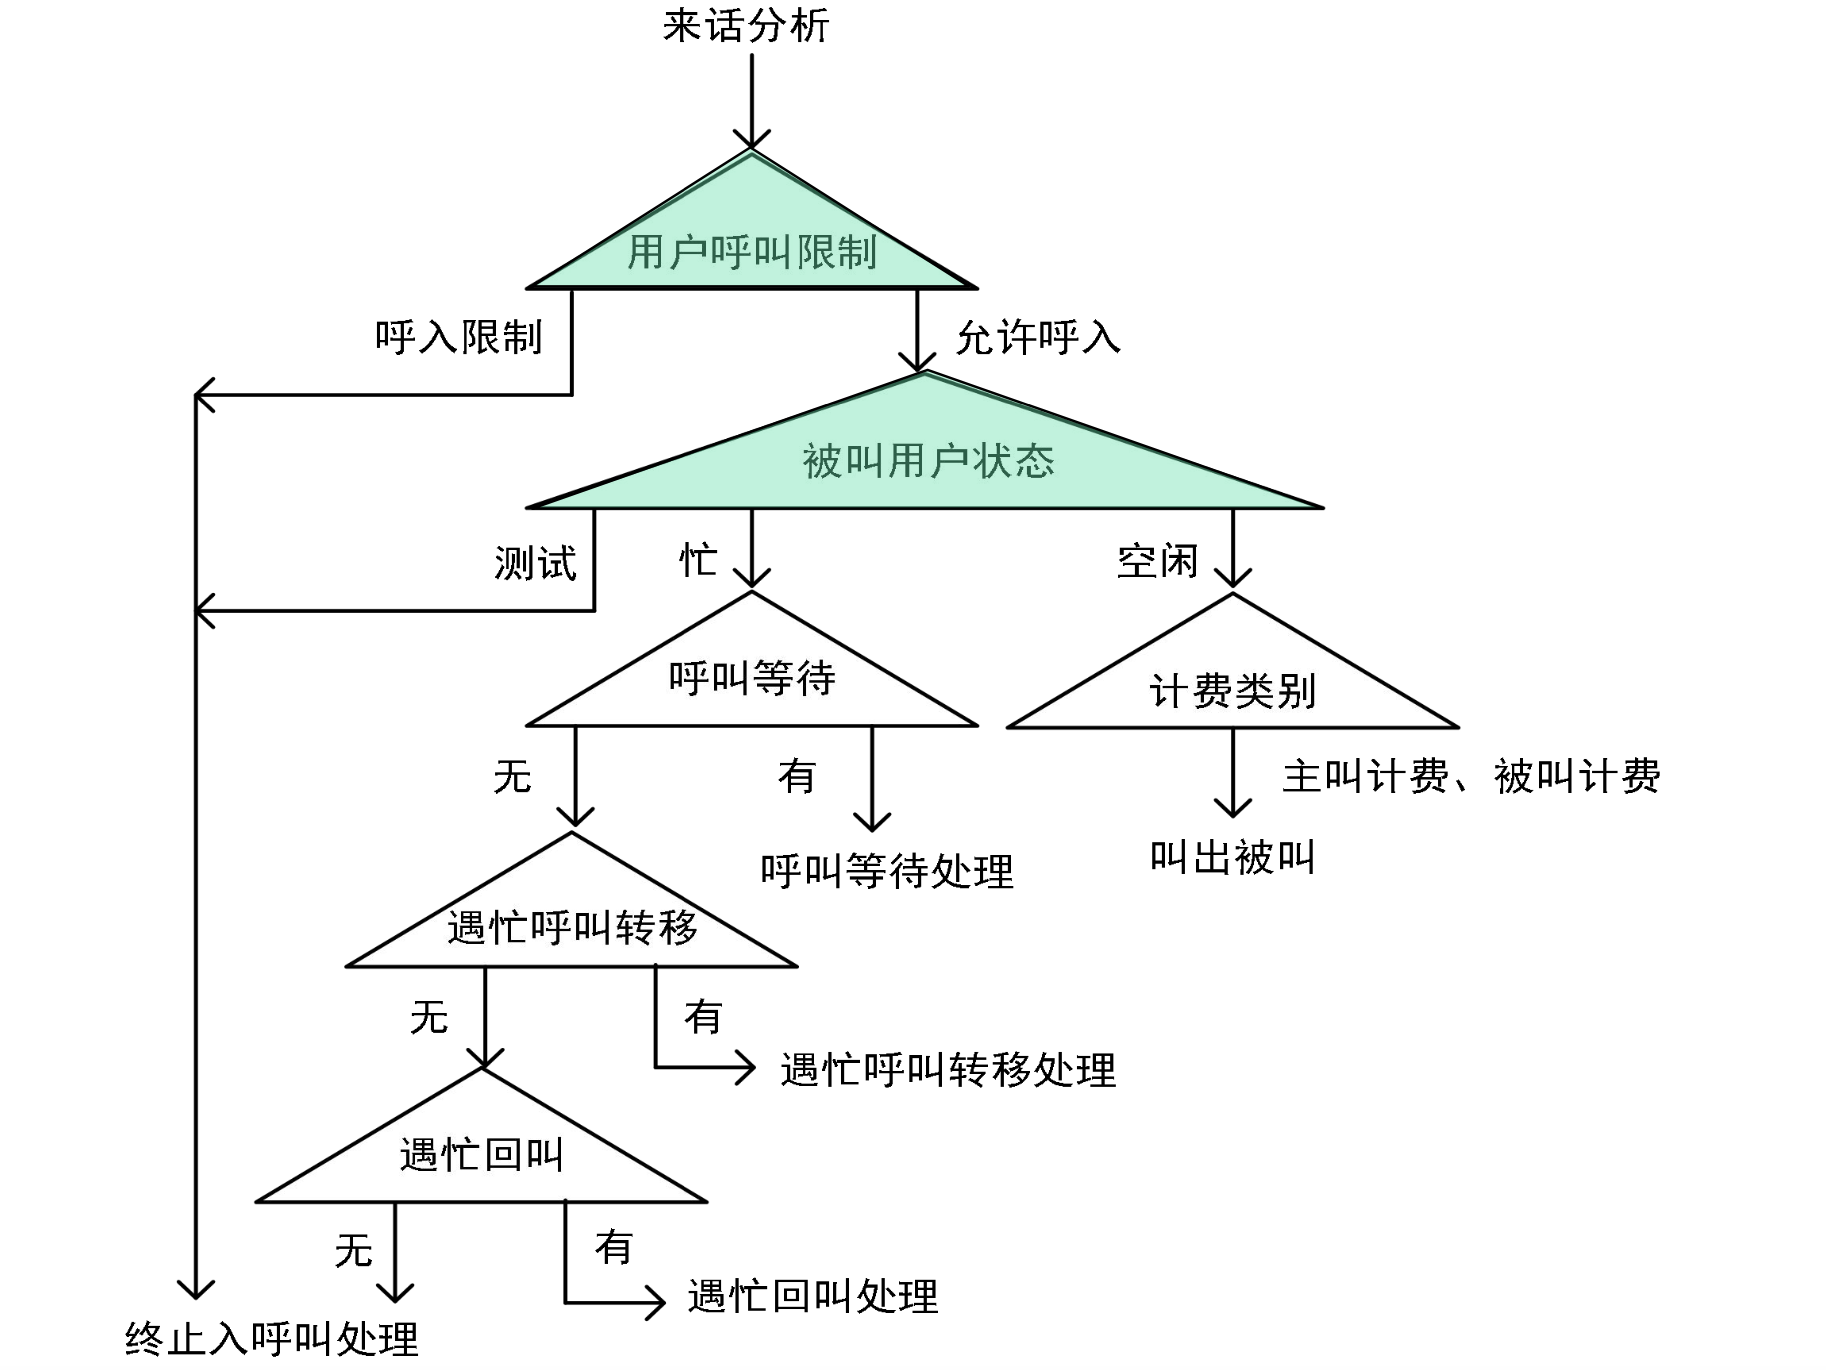 来话分析
用户呼叫限制
呼入限制
允许呼入
被叫用户状态
测试
忙
空闲
呼叫等待
计费类别
无
有
主叫计费、被叫计费
呼叫等待处理
叫出被叫
遇忙呼叫转移
无
有
遇忙呼叫转移处理
遇忙回叫
无
有
遇忙回叫处理
终止入呼叫处理